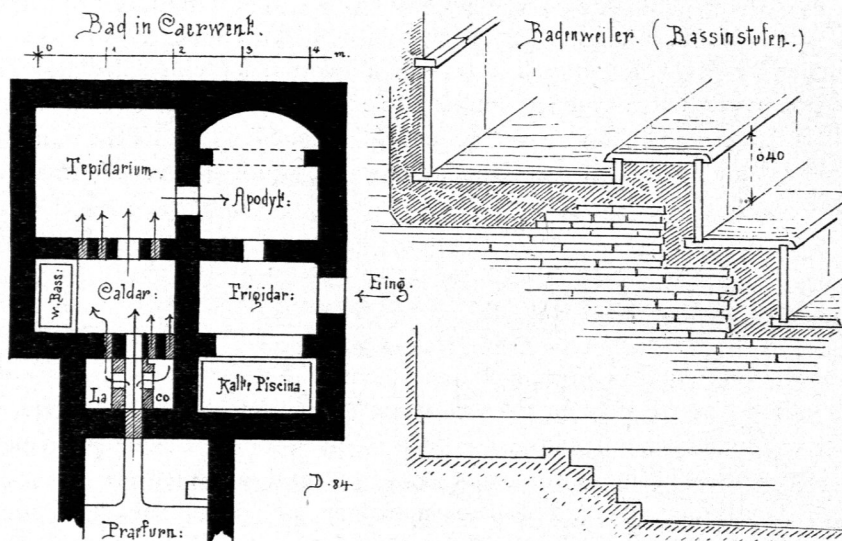 Bad in Caerwent.
0 1 2 3 4 m.
Tepidarium.
Apodyt:
w. Bass:
Caldar:
Frigidar:
Eing.
La co
Kalte Piscina.
D. 84
Praefurn:
Badenweiler. (Bassinstufen.)
0.40